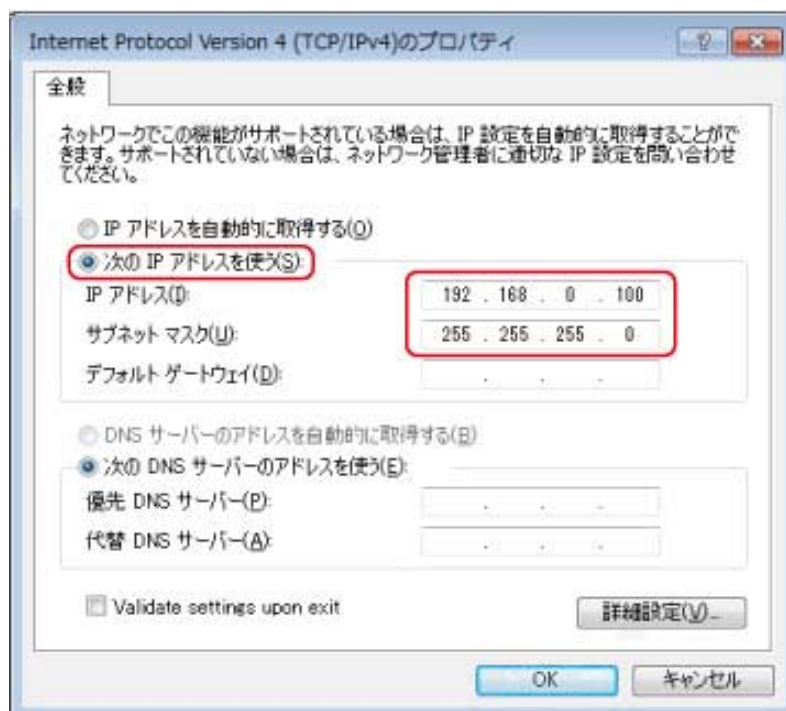 Internet Protocol Version 4 (TCP/IPv4)のプロパティ
全般
ネットワークでこの機能がサポートされている場合は、IP 設定を自動的に取得することがで
きます。サポートされていない場合は、ネットワーク管理者に適切な IP 設定を問い合わせ
てください。
IP アドレスを自動的に取得する(O)
次の IP アドレスを使う(S):
IP アドレス(I): 192 . 168 . 0 . 100
サブネット マスク(U): 255 . 255 . 255 . 0
デフォルト ゲートウェイ(D): . . .
DNS サーバーのアドレスを自動的に取得する(B)
次の DNS サーバーのアドレスを使う(E):
優先 DNS サーバー(P): . . .
代替 DNS サーバー(A): . . .
Validate settings upon exit
詳細設定(V)...
OK
キャンセル